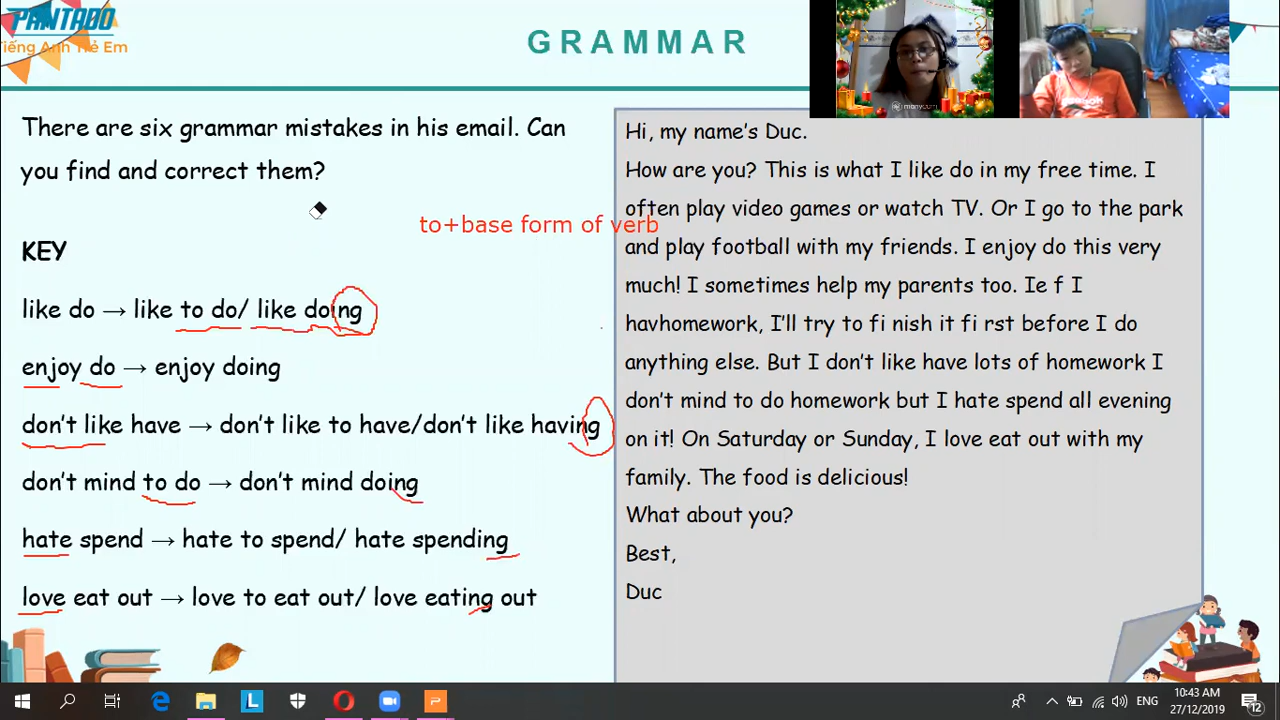 PANTADO
Tiếng Anh Trẻ Em
GRAMMAR
There are six grammar mistakes in his email. Can
you find and correct them?
to+base form of verb
KEY
like do → like to do/ like doing
enjoy do → enjoy doing
don't like have → don't like to have/don't like having
don't mind to do → don't mind doing
hate spend → hate to spend/ hate spending
love eat out → love to eat out/ love eating out
Hi, my name's Duc.
How are you? This is what I like do in my free time. I
often play video games or watch TV. Or I go to the park
and play football with my friends. I enjoy do this very
much! I sometimes help my parents too. Ie f I
havhomework, I'll try to fi nish it fi rst before I do
anything else. But I don't like have lots of homework I
don't mind to do homework but I hate spend all evening
on it! On Saturday or Sunday, I love eat out with my
family. The food is delicious!
What about you?
Best,
Duc
manycam
ENG
10:43 AM
27/12/2019
12